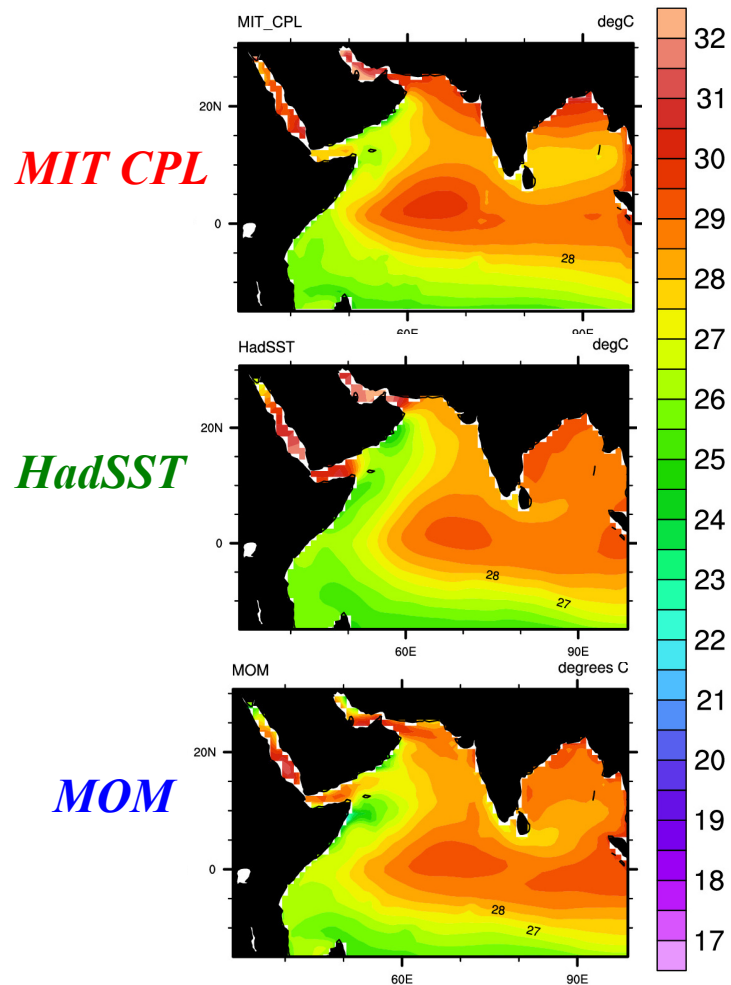 MIT_CPL degC
20N
0
28
60E 90E
MIT CPL
HadSST degC
20N
0
28
27
60E 90E
HadSST
MOM degrees C
20N
0
28
27
60E 90E
MOM
32
31
30
29
28
27
26
25
24
23
22
21
20
19
18
17